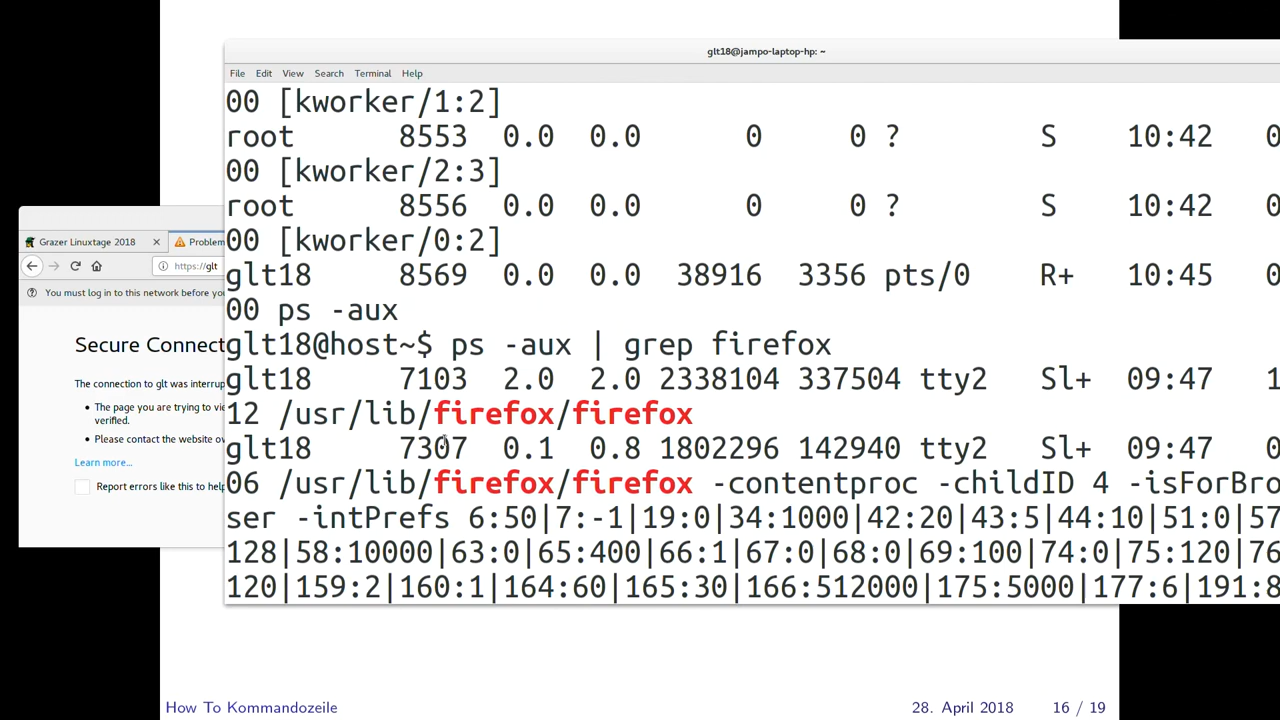 glt18@jampo-laptop-hp: ~
File Edit View Search Terminal Help
00 [kworker/1:2]
root 8553 0.0 0.0 0 0 ? S 10:42 0
00 [kworker/2:3]
root 8556 0.0 0.0 0 0 ? S 10:42 0
00 [kworker/0:2]
glt18 8569 0.0 0.0 38916 3356 pts/0 R+ 10:45 0
00 ps -aux
glt18@host~$ ps -aux | grep firefox
glt18 7103 2.0 2.0 2338104 337504 tty2 Sl+ 09:47 1
12 /usr/lib/firefox/firefox
glt18 7307 0.1 0.8 1802296 142940 tty2 Sl+ 09:47 0
06 /usr/lib/firefox/firefox -contentproc -childID 4 -isForBro
ser -intPrefs 6:50|7:-1|19:0|34:1000|42:20|43:5|44:10|51:0|57
128|58:10000|63:0|65:400|66:1|67:0|68:0|69:100|74:0|75:120|76
120|159:2|160:1|164:60|165:30|166:512000|175:5000|177:6|191:8
Grazer Linuxtage 2018
Problem
https://glt
You must log in to this network before you
Secure Connect
The connection to glt was interrup
The page you are trying to vie
verified.
Please contact the website ow
Learn more...
Report errors like this to help
How To Kommandozeile
28. April 2018
16 / 19